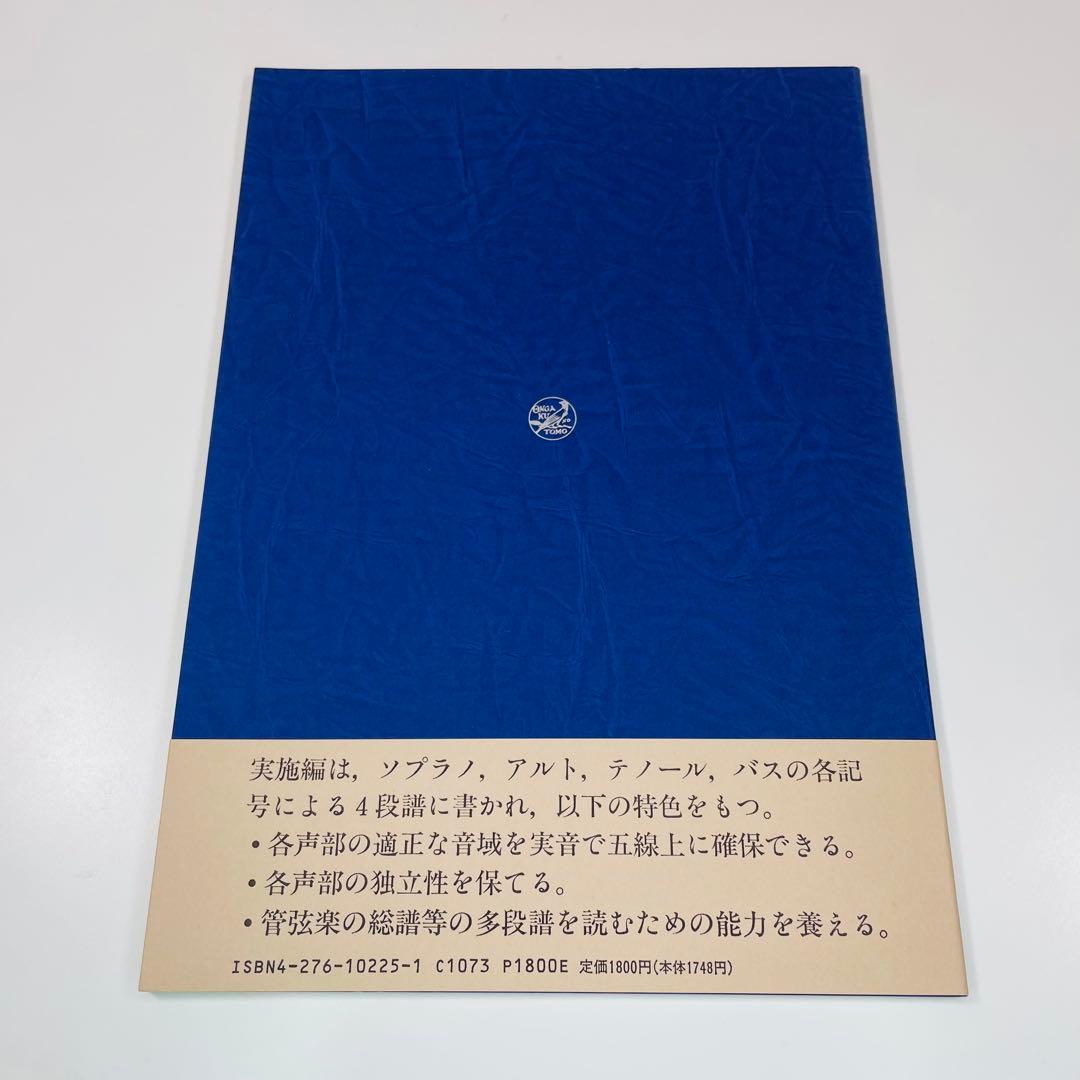 ONGA
KU
NO
TOMO
実施編は，ソプラノ，アルト，テノール，バスの各記
号による4段譜に書かれ，以下の特色をもつ。
・各声部の適正な音域を実音で五線上に確保できる。
・各声部の独立性を保てる。
・管弦楽の総譜等の多段譜を読むための能力を養える。
ISBN4-276-10225-1 C1073 P1800E 定価1800円(本体1748円)